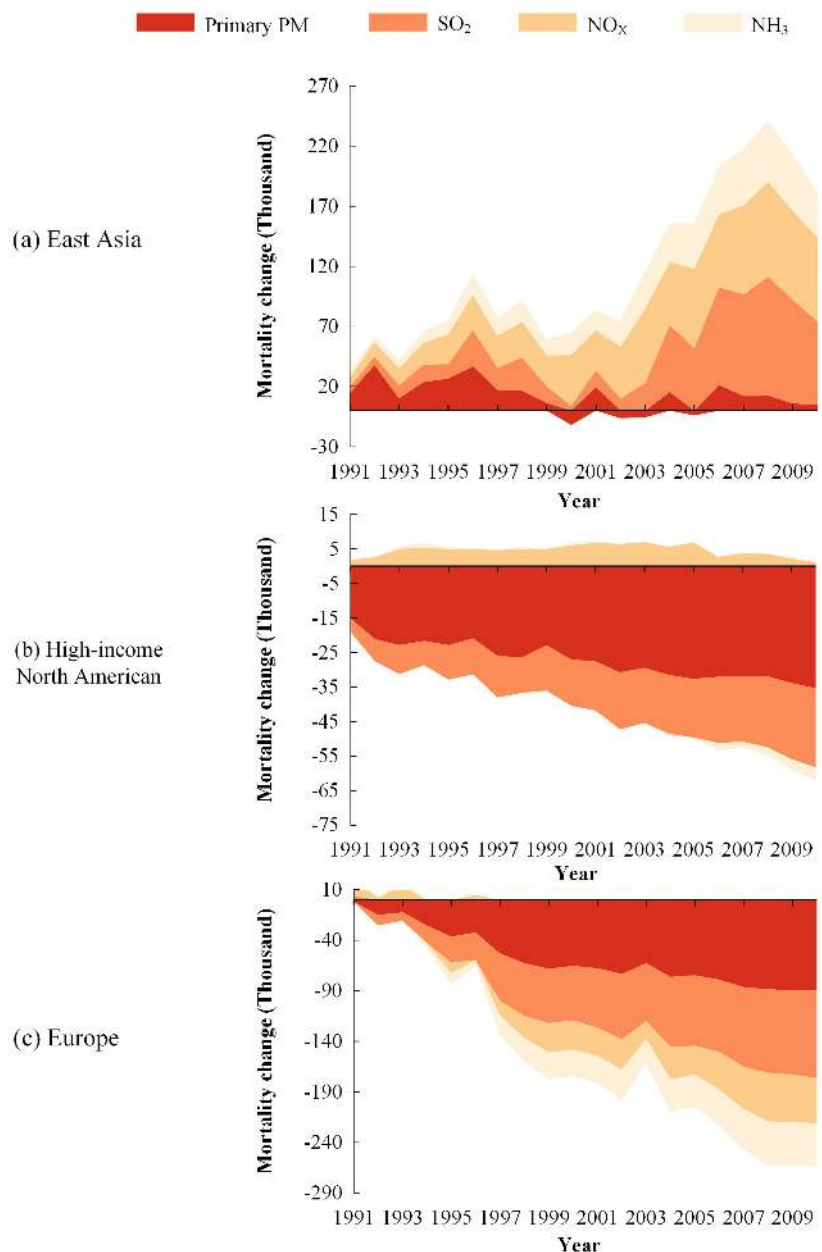 Primary PM SO₂ NOₓ NH₃
(a) East Asia
Mortality change (Thousand)
270
220
170
120
70
20
-30
1991 1993 1995 1997 1999 2001 2003 2005 2007 2009
Year
(b) High-income
North American
Mortality change (Thousand)
15
5
-5
-15
-25
-35
-45
-55
-65
-75
1991 1993 1995 1997 1999 2001 2003 2005 2007 2009
Year
(c) Europe
Mortality change (Thousand)
10
-40
-90
-140
-190
-240
-290
1991 1993 1995 1997 1999 2001 2003 2005 2007 2009
Year